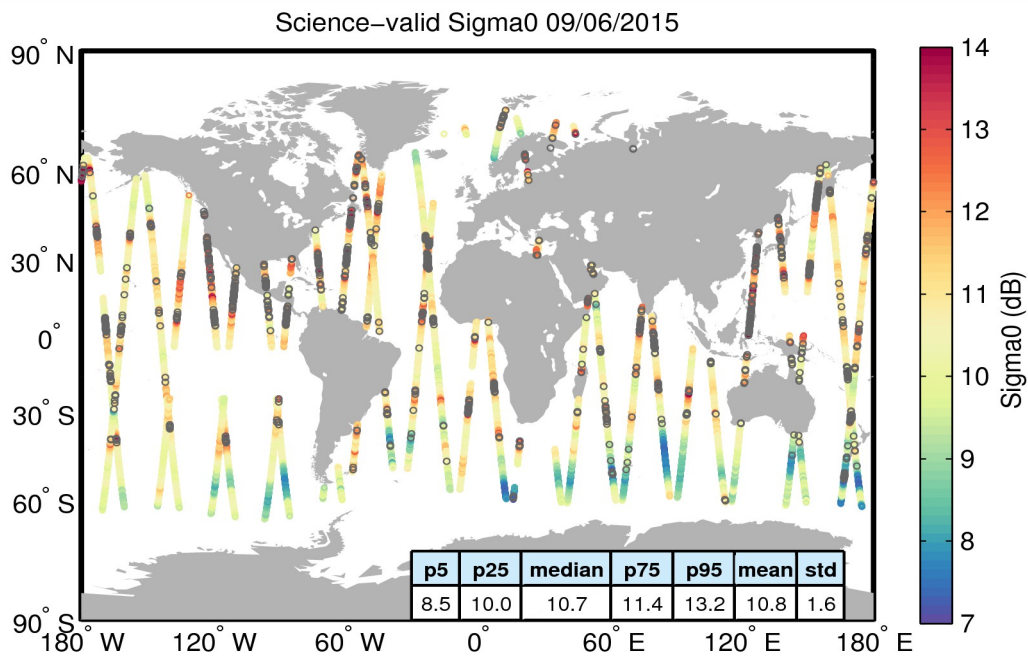 Science−valid Sigma0 09/06/2015
90° N
60° N
30° N
0°
30° S
60° S
90° S
180° W
120° W
60° W
0°
60° E
120° E
180° E
14
13
12
11
10
9
8
7
Sigma0 (dB)
p5 p25 median p75 p95 mean std
8.5 10.0 10.7 11.4 13.2 10.8 1.6